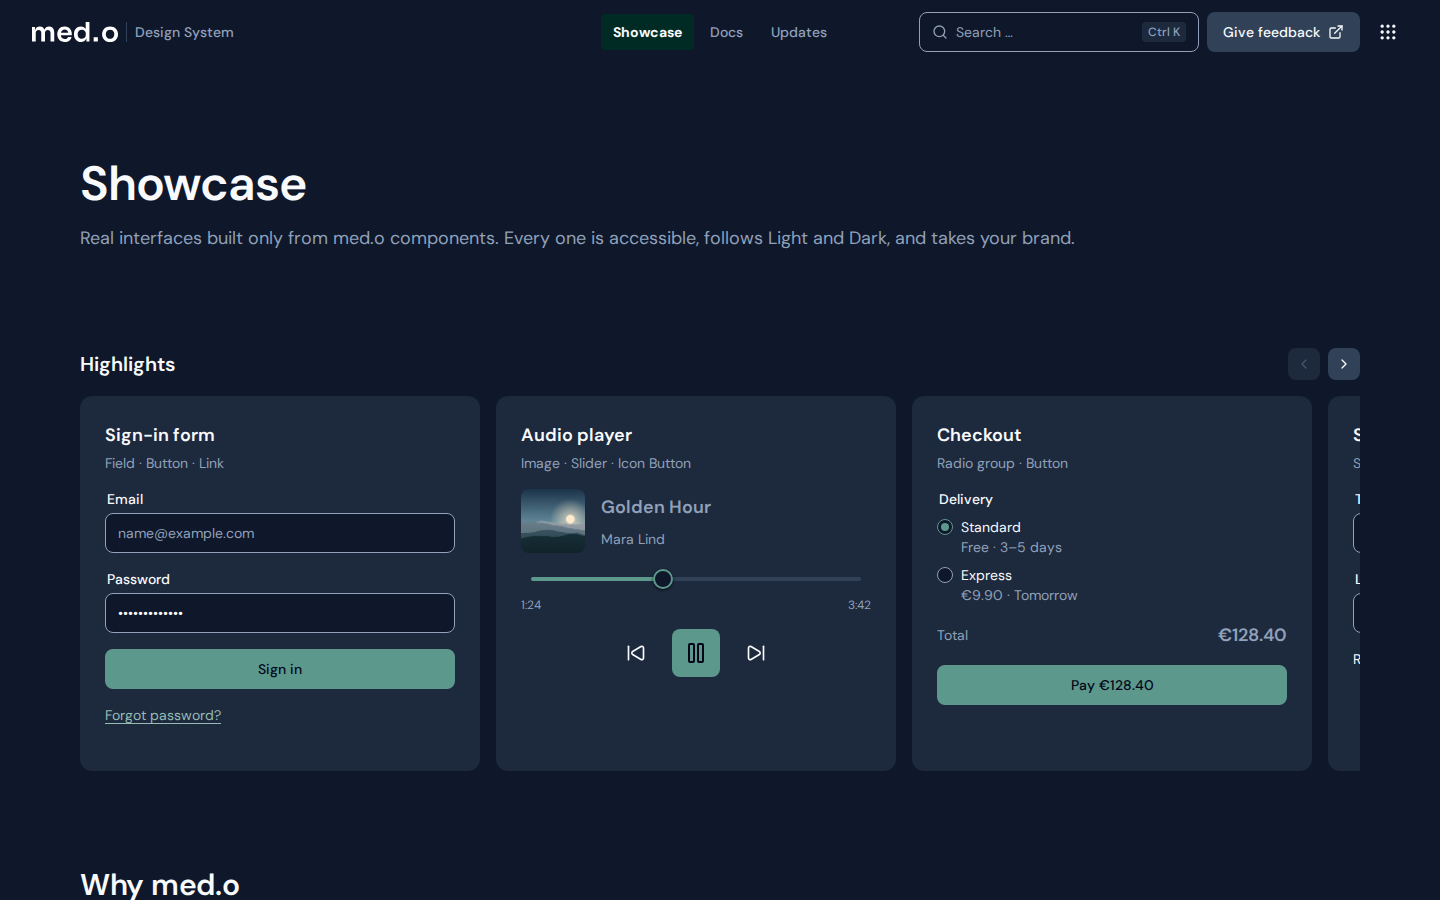 med.o
Design System
Showcase
Docs
Updates
Search ...
Ctrl K
Give feedback
Showcase
Real interfaces built only from med.o components. Every one is accessible, follows Light and Dark, and takes your brand.
Highlights
Sign-in form
Field · Button · Link
Email
name@example.com
Password
•••••••••••••
Sign in
Forgot password?
Audio player
Image · Slider · Icon Button
Golden Hour
Mara Lind
1:24
3:42
Checkout
Radio group · Button
Delivery
Standard
Free · 3–5 days
Express
€9.90 · Tomorrow
Total
€128.40
Pay €128.40
Why med.o